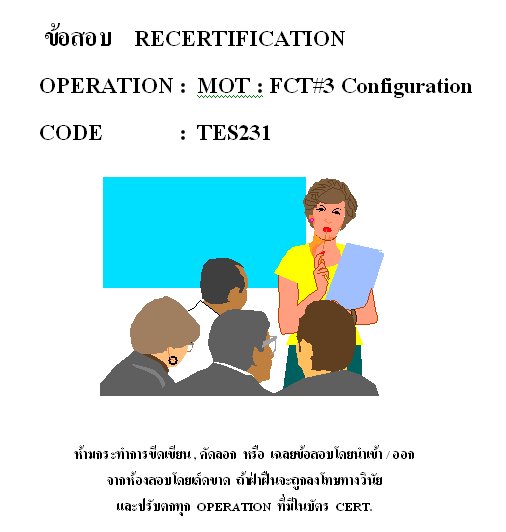 ข้อสอบ RECERTIFICATION
OPERATION : MOT : FCT#3 Configuration
CODE : TES231
ห้ามกระทำการขีดเขียน , คัดลอก หรือ เฉลยข้อสอบโดยนำเข้า / ออก
จากห้องสอบโดยเด็ดขาด ถ้าฝ่าฝืนจะถูกลงโทษทางวินัย
และปรับตกทุก OPERATION ที่มีในบัตร CERT.